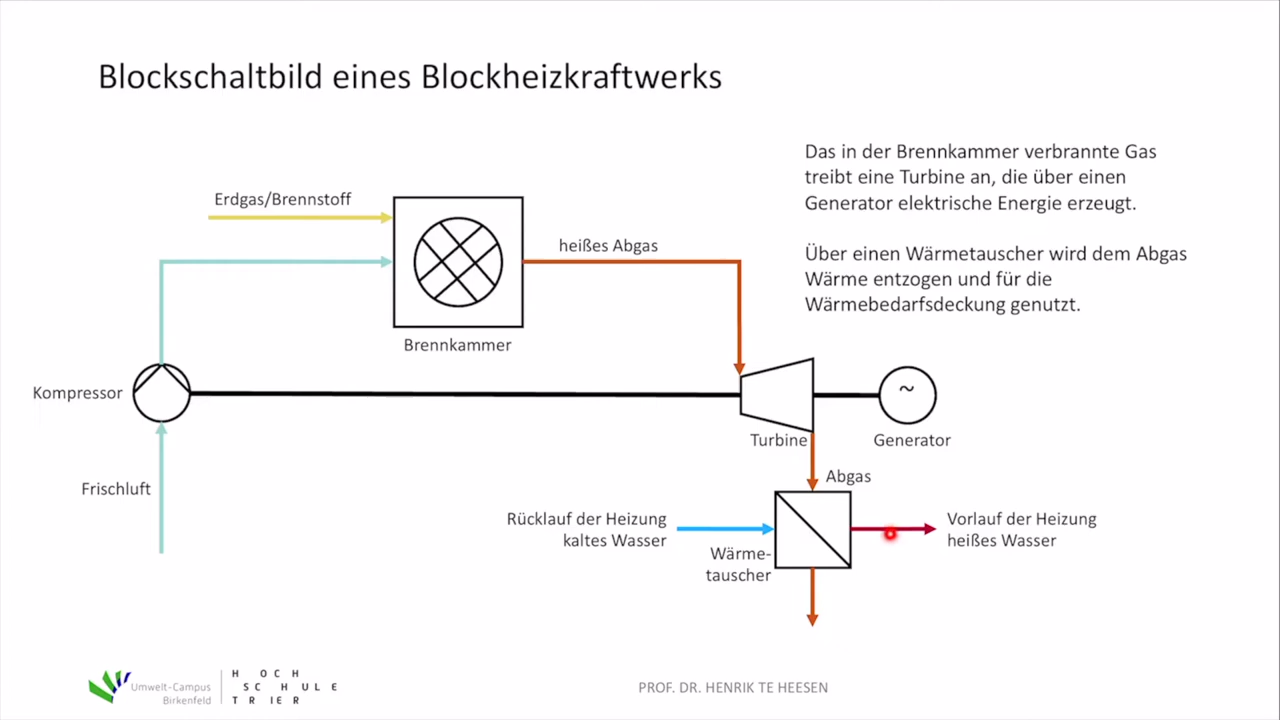 Blockschaltbild eines Blockheizkraftwerks
Das in der Brennkammer verbrannte Gas
treibt eine Turbine an, die über einen
Generator elektrische Energie erzeugt.
Über einen Wärmetauscher wird dem Abgas
Wärme entzogen und für die
Wärmebedarfsdeckung genutzt.
Erdgas/Brennstoff
heißes Abgas
Brennkammer
Kompressor
~
Turbine
Generator
Abgas
Frischluft
Rücklauf der Heizung
kaltes Wasser
Vorlauf der Heizung
heißes Wasser
Wärme-
tauscher
Umwelt-Campus
Birkenfeld
HOCH
SCHULE
TRIER
PROF. DR. HENRIK TE HEESEN